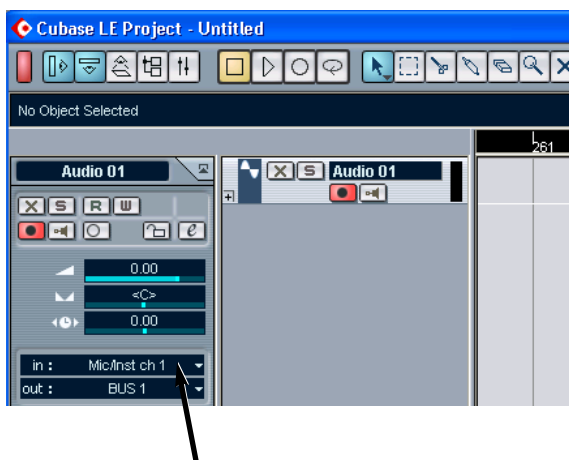 Cubase LE Project - Untitled
No Object Selected
261
Audio 01
X S R W
e
0.00
<C>
0.00
in : Mic/Inst ch 1
out : BUS 1
X S Audio 01